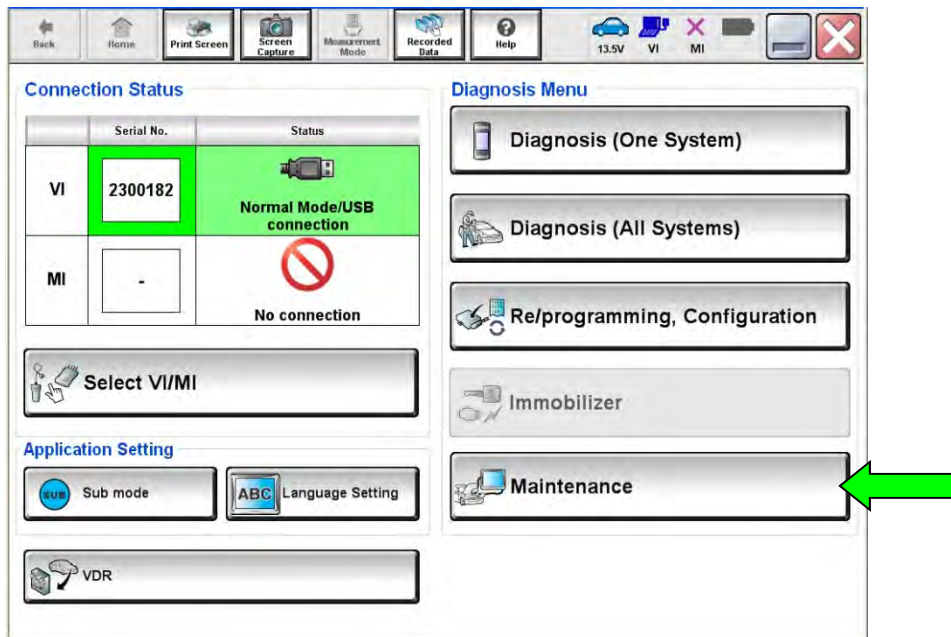 Back
Home
Print Screen
Screen
Capture
Measurement
Mode
Recorded
Data
Help
13.5V
VI
MI
Connection Status
Serial No.
Status
VI
2300182
Normal Mode/USB
connection
MI
-
No connection
Select VI/MI
Application Setting
SUB
Sub mode
ABC
Language Setting
VDR
Diagnosis Menu
Diagnosis (One System)
Diagnosis (All Systems)
Re/programming, Configuration
Immobilizer
Maintenance